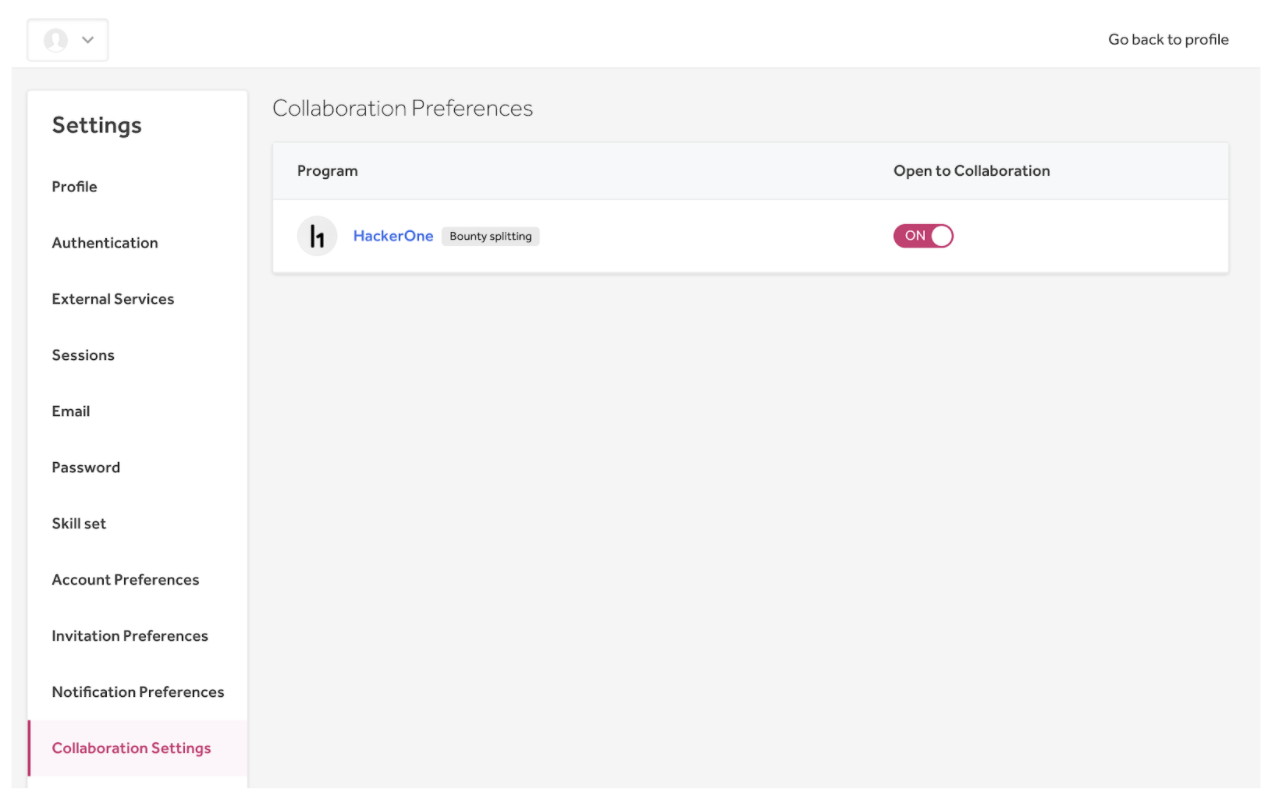 Go back to profile
Settings
Profile
Authentication
External Services
Sessions
Email
Password
Skill set
Account Preferences
Invitation Preferences
Notification Preferences
Collaboration Settings
Collaboration Preferences
Program Open to Collaboration
h1 HackerOne Bounty splitting ON